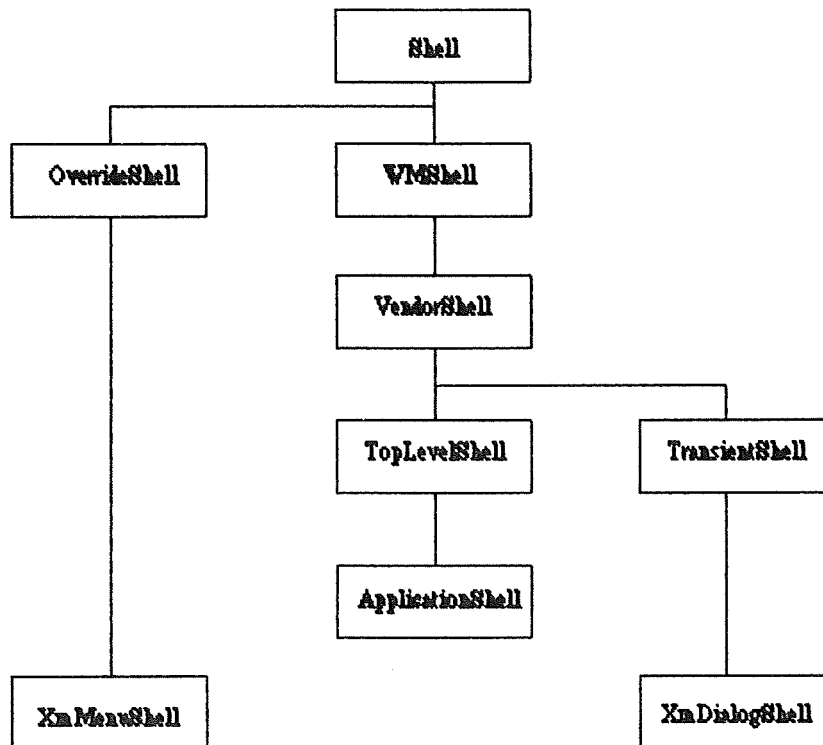 Shell
OverrideShell
WMShell
VendorShell
TopLevelShell
TransientShell
ApplicationShell
XmMenuShell
XmDialogShell